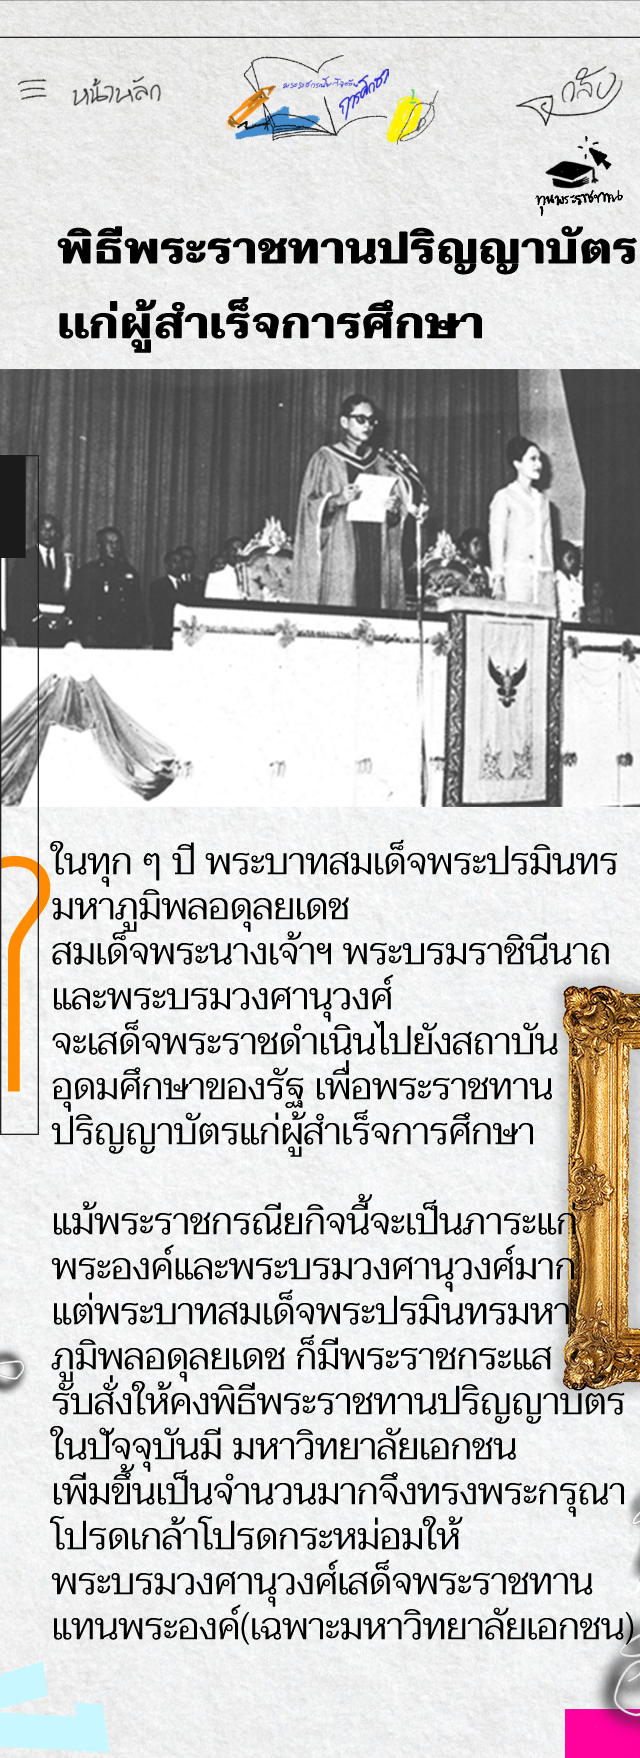 หน้าหลัก
การศึกษา
กลับ
ทุนพระราชทาน
พิธีพระราชทานปริญญาบัตร
แก่ผู้สำเร็จการศึกษา
ในทุก ๆ ปี พระบาทสมเด็จพระปรมินทร
มหาภูมิพลอดุลยเดช
สมเด็จพระนางเจ้าฯ พระบรมราชินีนาถ
และพระบรมวงศานุวงศ์
จะเสด็จพระราชดำเนินไปยังสถาบัน
อุดมศึกษาของรัฐ เพื่อพระราชทาน
ปริญญาบัตรแก่ผู้สำเร็จการศึกษา
แม้พระราชกรณียกิจนี้จะเป็นภาระแก่
พระองค์และพระบรมวงศานุวงศ์มาก
แต่พระบาทสมเด็จพระปรมินทรมหา
ภูมิพลอดุลยเดช ก็มีพระราชกระแส
รับสั่งให้คงพิธีพระราชทานปริญญาบัตร
ในปัจจุบันมี มหาวิทยาลัยเอกชน
เพิ่มขึ้นเป็นจำนวนมากจึงทรงพระกรุณา
โปรดเกล้าโปรดกระหม่อมให้
พระบรมวงศานุวงศ์เสด็จพระราชทาน
แทนพระองค์(เฉพาะมหาวิทยาลัยเอกชน)